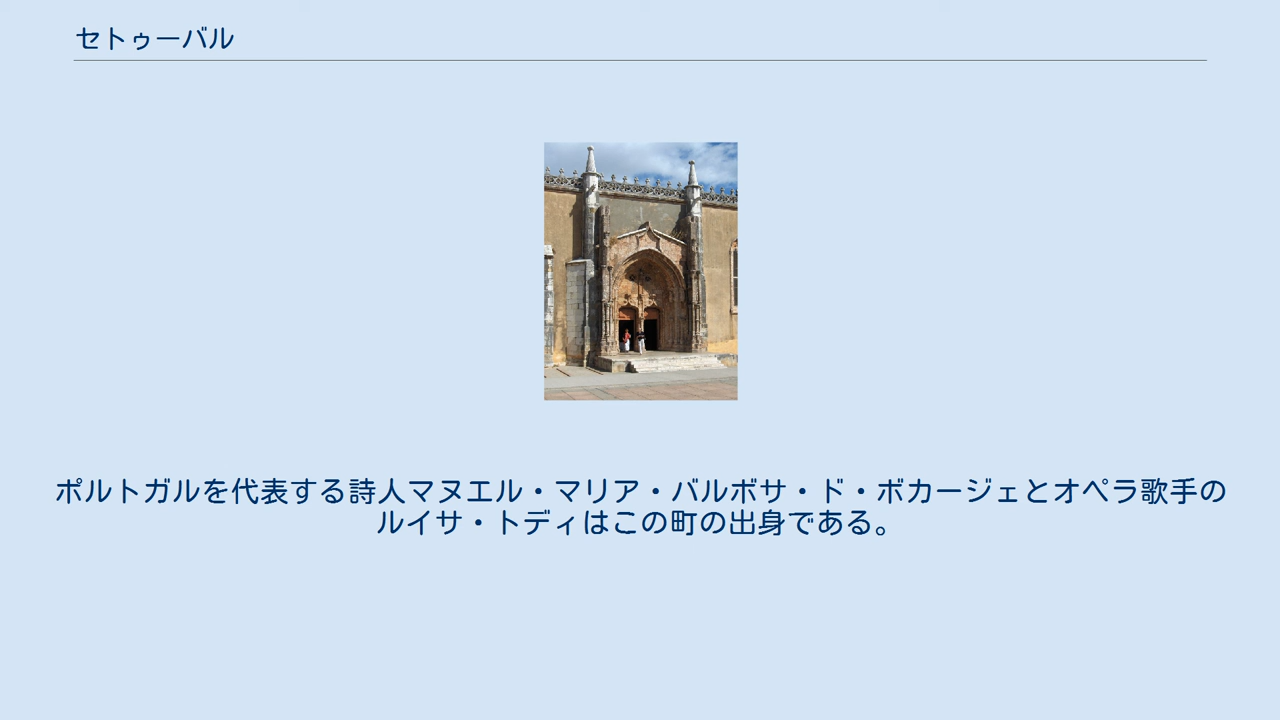 セトゥーバル
ポルトガルを代表する詩人マヌエル・マリア・バルボサ・ド・ボカージェとオペラ歌手の
ルイサ・トディはこの町の出身である。